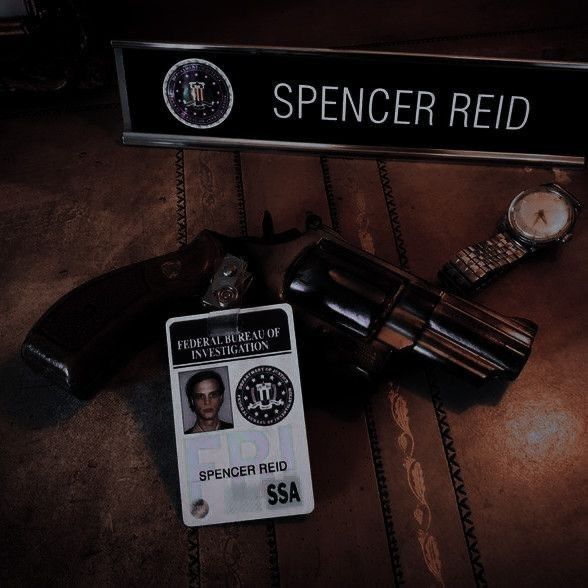 SPENCER REID
FEDERAL BUREAU OF
INVESTIGATION
FBI
SPENCER REID
SSA